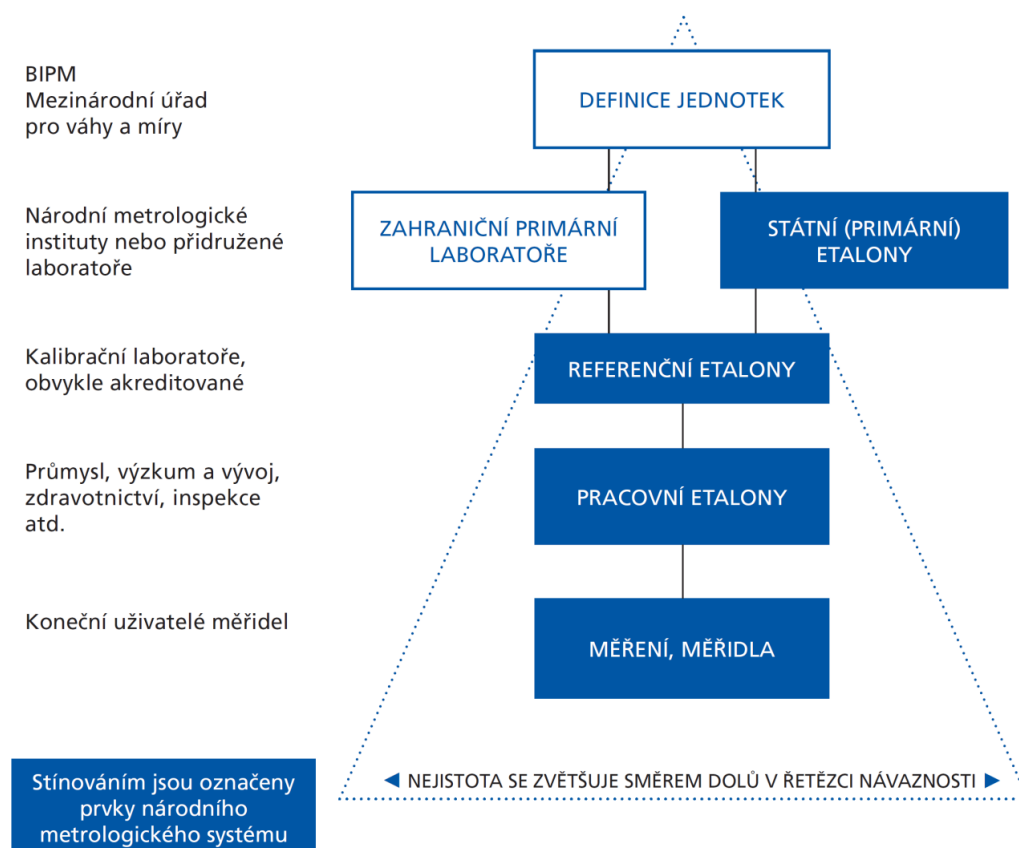 BIPM
Mezinárodní úřad
pro váhy a míry
DEFINICE JEDNOTEK
Národní metrologické
instituty nebo přidružené
laboratoře
ZAHRANIČNÍ PRIMÁRNÍ
LABORATOŘE
STÁTNÍ (PRIMÁRNÍ)
ETALONY
Kalibrační laboratoře,
obvykle akreditované
REFERENČNÍ ETALONY
Průmysl, výzkum a vývoj,
zdravotnictví, inspekce
atd.
PRACOVNÍ ETALONY
Koneční uživatelé měřidel
MĚŘENÍ, MĚŘIDLA
Stínováním jsou označeny
prvky národního
metrologického systému
◄ NEJISTOTA SE ZVĚTŠUJE SMĚREM DOLŮ V ŘETĚZCI NÁVAZNOSTI ►